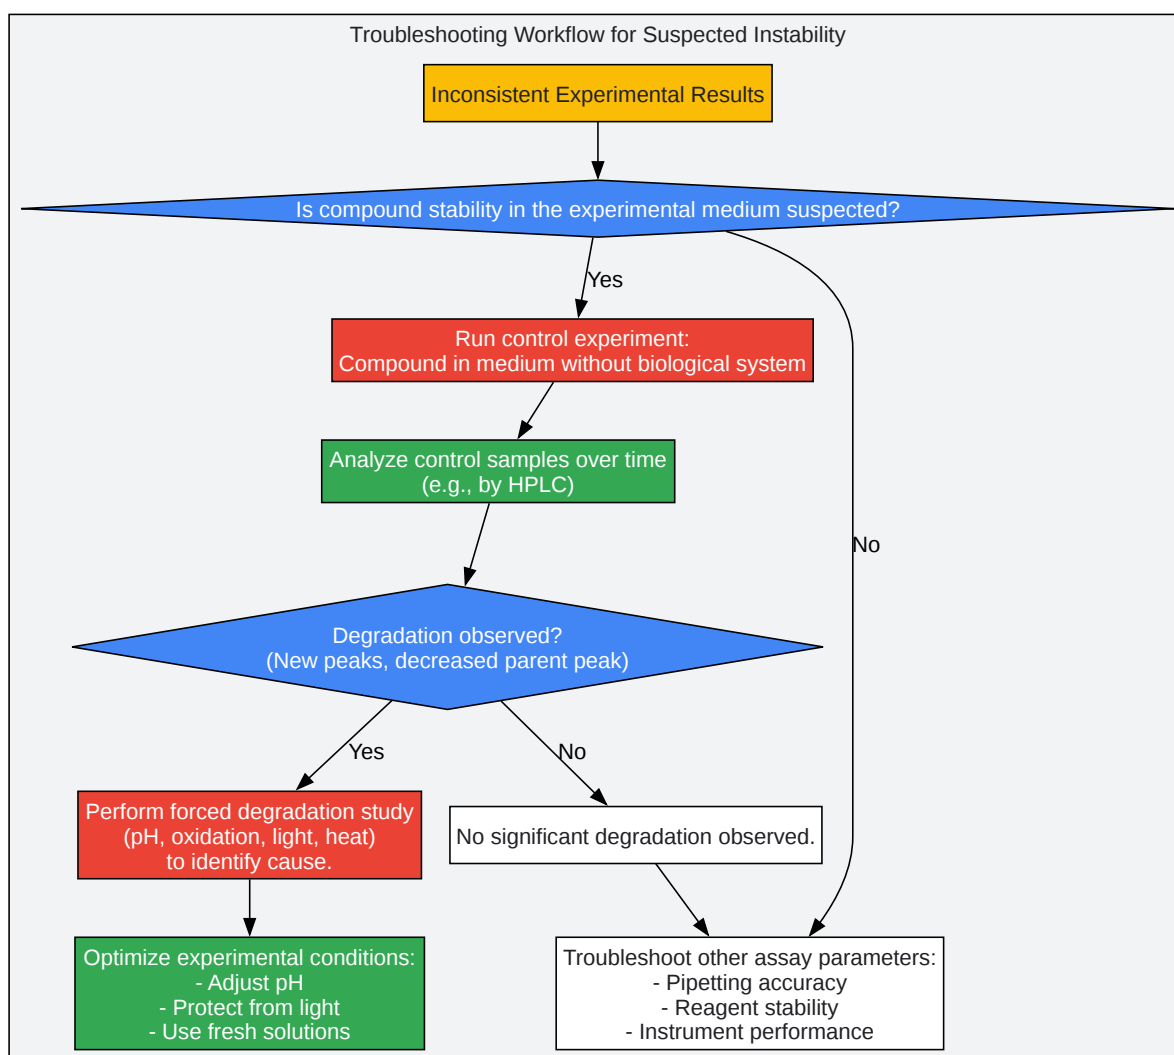 Troubleshooting Workflow for Suspected Instability
Inconsistent Experimental Results
Is compound stability in the experimental medium suspected?
Yes
Run control experiment:
Compound in medium without biological system
Analyze control samples over time
(e.g., by HPLC)
No
Degradation observed?
(New peaks, decreased parent peak)
Yes
No
Perform forced degradation study
(pH, oxidation, light, heat)
to identify cause.
No significant degradation observed.
Optimize experimental conditions:
- Adjust pH
- Protect from light
- Use fresh solutions
Troubleshoot other assay parameters:
- Pipetting accuracy
- Reagent stability
- Instrument performance